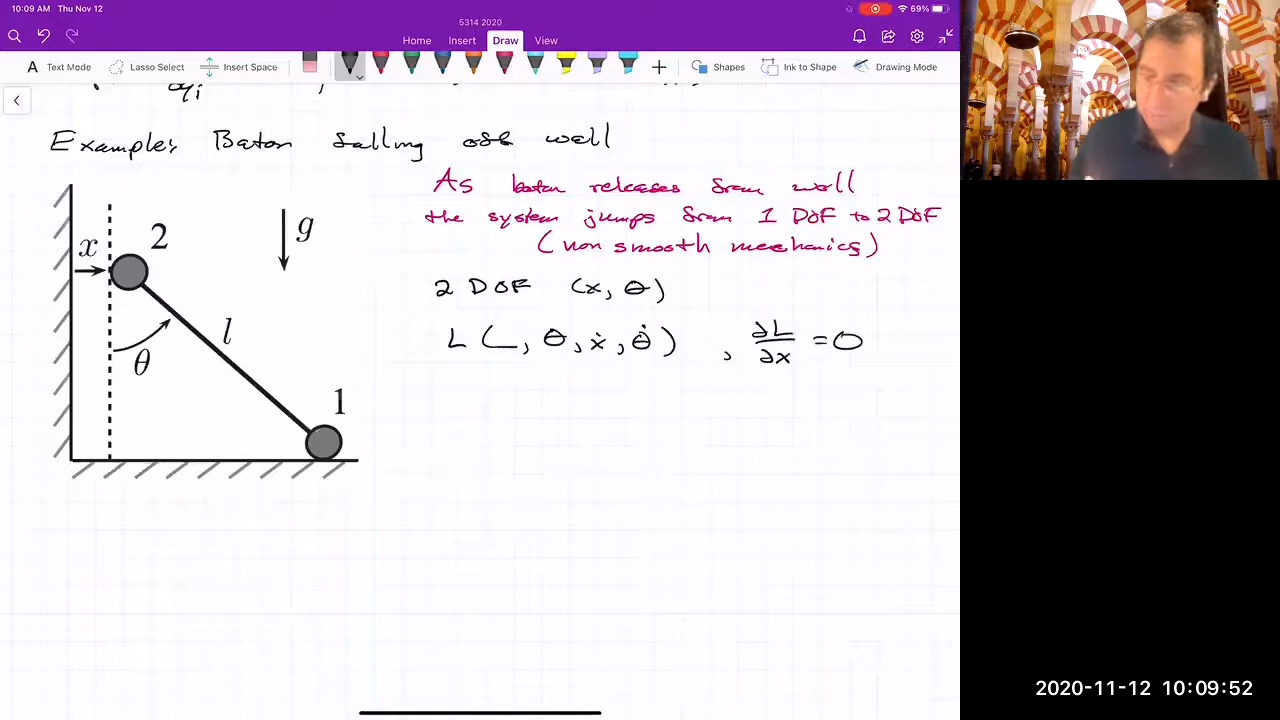 10:09 AM Thu Nov 12
69%
5314 2020
Home Insert Draw View
Text Mode Lasso Select Insert Space Shapes Ink to Shape Drawing Mode
Example: Baton falling off wall
As baton releases from wall
the system jumps from 1 DOF to 2 DOF
(non smooth mechanics)
2 DOF (x, θ)
L(_, θ, ẋ, θ̇) , ∂L/∂x = 0
x
2
g
θ
l
1
2020-11-12 10:09:52